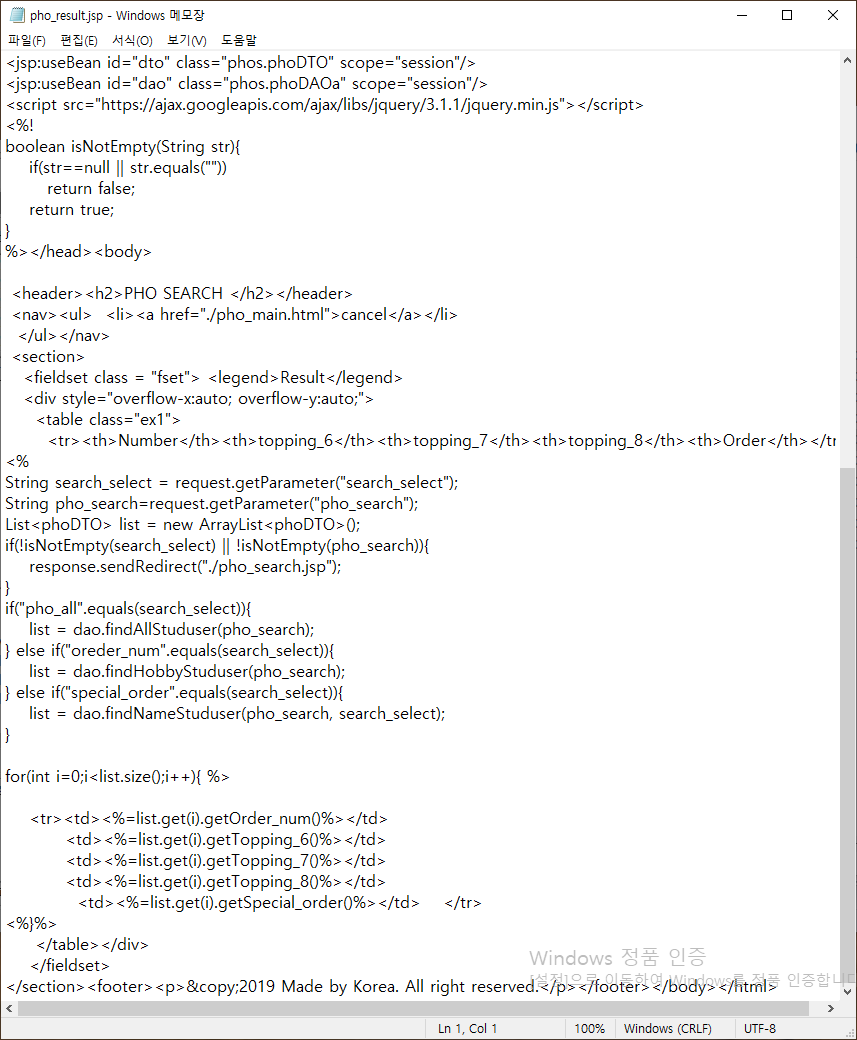 pho_result.jsp - Windows 메모장
파일(F) 편집(E) 서식(O) 보기(V) 도움말
<jsp:useBean id="dto" class="phos.phoDTO" scope="session"/>
<jsp:useBean id="dao" class="phos.phoDAOa" scope="session"/>
<script src="https://ajax.googleapis.com/ajax/libs/jquery/3.1.1/jquery.min.js"></script>
<%!
boolean isNotEmpty(String str){
    if(str==null || str.equals(""))
        return false;
    return true;
}
%></head><body>
<header><h2>PHO SEARCH </h2></header>
<nav><ul>   <li><a href="./pho_main.html">cancel</a></li>
</ul></nav>
<section>
<fieldset class = "fset"> <legend>Result</legend>
<div style="overflow-x:auto; overflow-y:auto;">
<table class="ex1">
<tr><th>Number</th><th>topping_6</th><th>topping_7</th><th>topping_8</th><th>Order</th></tr
<%
String search_select = request.getParameter("search_select");
String pho_search=request.getParameter("pho_search");
List<phoDTO> list = new ArrayList<phoDTO>();
if(!isNotEmpty(search_select) || !isNotEmpty(pho_search)){
    response.sendRedirect("./pho_search.jsp");
}
if("pho_all".equals(search_select)){
    list = dao.findAllStuduser(pho_search);
} else if("oreder_num".equals(search_select)){
    list = dao.findHobbyStuduser(pho_search);
} else if("special_order".equals(search_select)){
    list = dao.findNameStuduser(pho_search, search_select);
}
for(int i=0;i<list.size();i++){ %>
<tr><td><%=list.get(i).getOrder_num()%></td>
<td><%=list.get(i).getTopping_6()%></td>
<td><%=list.get(i).getTopping_7()%></td>
<td><%=list.get(i).getTopping_8()%></td>
<td><%=list.get(i).getSpecial_order()%></td>    </tr>
<%}%>
</table></div>
</fieldset>
</section><footer><p>&copy;2019 Made by Korea. All right reserved.</p></footer></body></html>
Windows 정품 인증
[설정]으로 이동하여 Windows를 정품 인증합니다
Ln 1, Col 1 100% Windows (CRLF) UTF-8